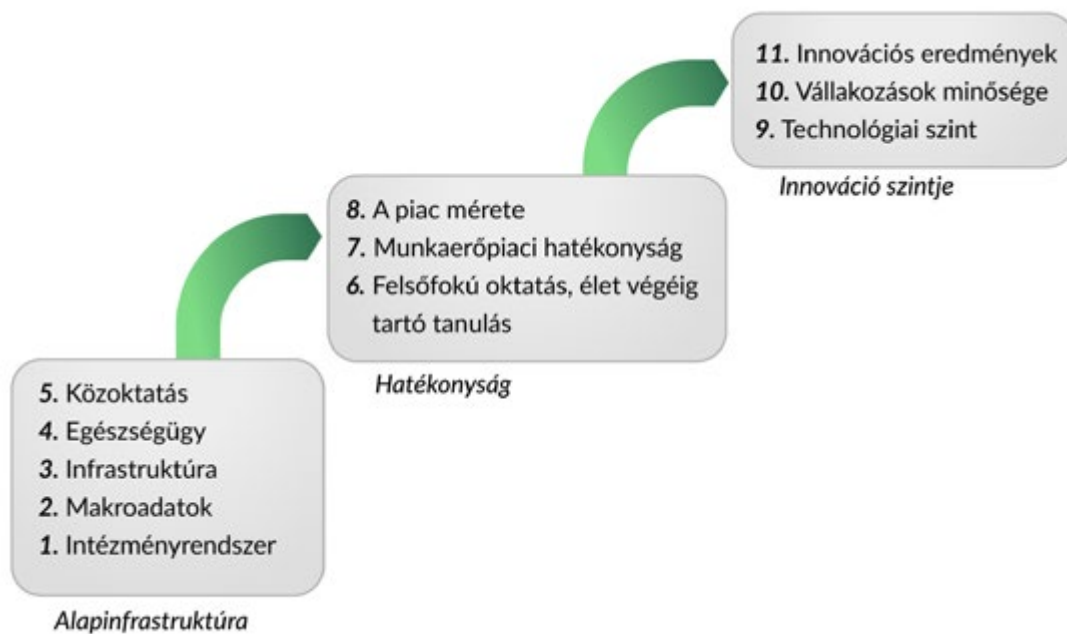 11. Innovációs eredmények
10. Vállakozások minősége
9. Technológiai szint
Innováció szintje
8. A piac mérete
7. Munkaerőpiaci hatékonyság
6. Felsőfokú oktatás, élet végéig
tartó tanulás
Hatékonyság
5. Közoktatás
4. Egészségügy
3. Infrastruktúra
2. Makroadatok
1. Intézményrendszer
Alapinfrastruktúra